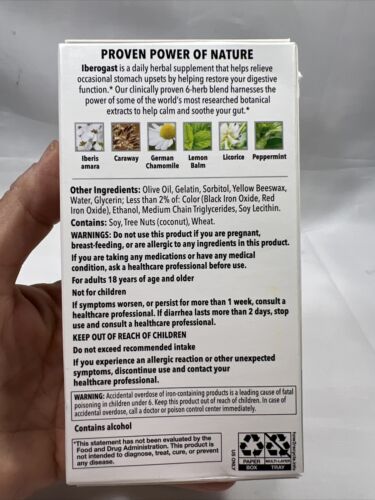 PROVEN POWER OF NATURE
Iberogast is a daily herbal supplement that helps relieve
occasional stomach upsets by helping restore your digestive
function.* Our clinically proven 6-herb blend harnesses the
power of some of the world's most researched botanical
extracts to help calm and soothe your gut.*
Iberis amara
Caraway
German Chamomile
Lemon Balm
Licorice
Peppermint
Other Ingredients: Olive Oil, Gelatin, Sorbitol, Yellow Beeswax,
Water, Glycerin; Less than 2% of: Color (Black Iron Oxide, Red
Iron Oxide), Ethanol, Medium Chain Triglycerides, Soy Lecithin.
Contains: Soy, Tree Nuts (coconut), Wheat.
WARNINGS: Do not use this product if you are pregnant,
breast-feeding, or are allergic to any ingredients in this product.
If you are taking any medications or have any medical
condition, ask a healthcare professional before use.
For adults 18 years of age and older
Not for children
If symptoms worsen, or persist for more than 1 week, consult a
healthcare professional. If diarrhea lasts more than 2 days, stop
use and consult a healthcare professional.
KEEP OUT OF REACH OF CHILDREN
Do not exceed recommended intake
If you experience an allergic reaction or other unexpected
symptoms, discontinue use and contact your
healthcare professional.
WARNING: Accidental overdose of iron-containing products is a leading cause of fatal
poisoning in children under 6. Keep this product out of reach of children. In case of
accidental overdose, call a doctor or poison control center immediately.
Contains alcohol
*This statement has not been evaluated by the
Food and Drug Administration. This product is
not intended to diagnose, treat, cure, or prevent
any disease.
US ONLY
PAPER
BOX
MULTI-LAYER
TRAY